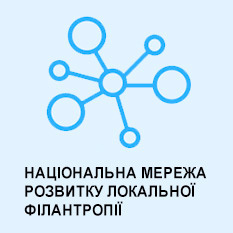 НАЦІОНАЛЬНА МЕРЕЖА
РОЗВИТКУ ЛОКАЛЬНОЇ
ФІЛАНТРОПІЇ